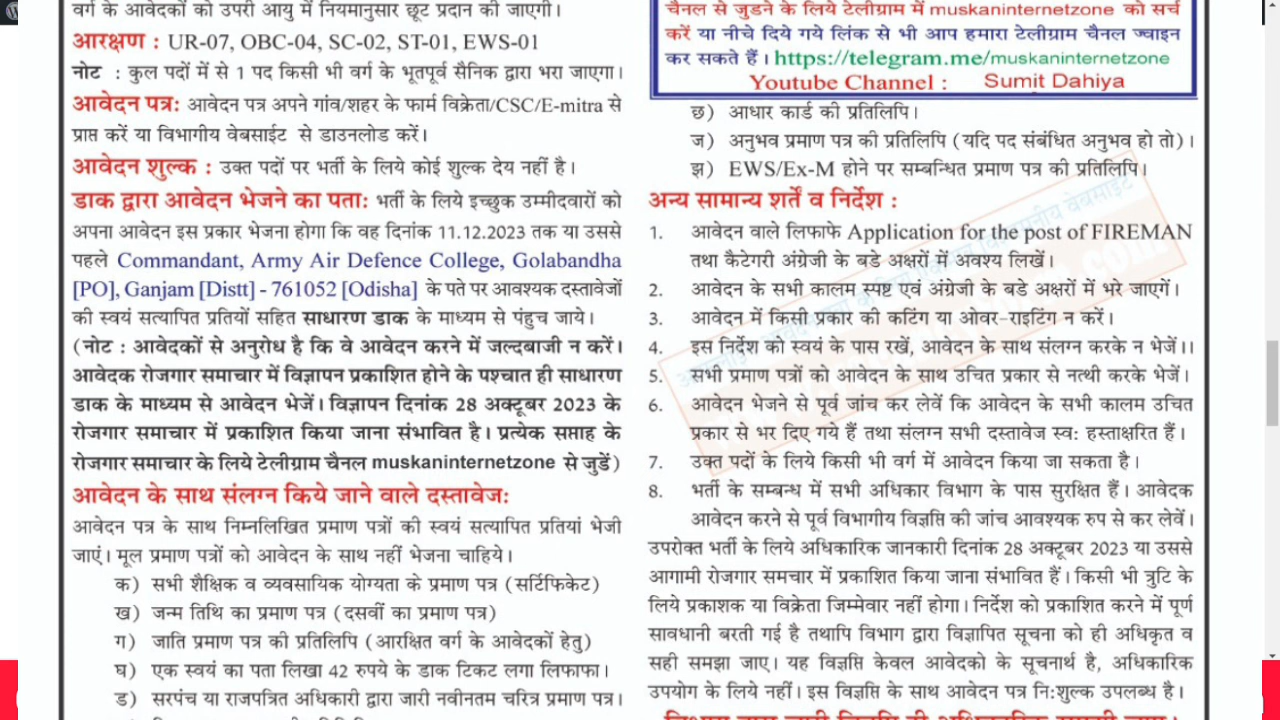 वर्ग के आवेदकों को उपरी आयु में नियमानुसार छूट प्रदान की जाएगी।
आरक्षण : UR-07, OBC-04, SC-02, ST-01, EWS-01
नोट : कुल पदों में से 1 पद किसी भी वर्ग के भूतपूर्व सैनिक द्वारा भरा जाएगा।
आवेदन पत्र: आवेदन पत्र अपने गांव/शहर के फार्म विक्रेता/CSC/E-mitra से
प्राप्त करें या विभागीय वेबसाईट से डाउनलोड करें।
आवेदन शुल्क : उक्त पदों पर भर्ती के लिये कोई शुल्क देय नहीं है।
डाक द्वारा आवेदन भेजने का पता: भर्ती के लिये इच्छुक उम्मीदवारों को
अपना आवेदन इस प्रकार भेजना होगा कि वह दिनांक 11.12.2023 तक या उससे
पहले Commandant, Army Air Defence College, Golabandha
[PO], Ganjam [Distt] - 761052 [Odisha] के पते पर आवश्यक दस्तावेजों
की स्वयं सत्यापित प्रतियों सहित साधारण डाक के माध्यम से पंहुच जाये।
(नोट : आवेदकों से अनुरोध है कि वे आवेदन करने में जल्दबाजी न करें।
आवेदक रोजगार समाचार में विज्ञापन प्रकाशित होने के पश्चात ही साधारण
डाक के माध्यम से आवेदन भेजें। विज्ञापन दिनांक 28 अक्टूबर 2023 के
रोजगार समाचार में प्रकाशित किया जाना संभावित है। प्रत्येक सप्ताह के
रोजगार समाचार के लिये टेलीग्राम चैनल muskaninternetzone से जुडें)
आवेदन के साथ संलग्न किये जाने वाले दस्तावेज:
आवेदन पत्र के साथ निम्नलिखित प्रमाण पत्रों की स्वयं सत्यापित प्रतियां भेजी
जाएं। मूल प्रमाण पत्रों को आवेदन के साथ नहीं भेजना चाहिये।
क) सभी शैक्षिक व व्यवसायिक योग्यता के प्रमाण पत्र (सर्टिफिकेट)
ख) जन्म तिथि का प्रमाण पत्र (दसवीं का प्रमाण पत्र)
ग) जाति प्रमाण पत्र की प्रतिलिपि (आरक्षित वर्ग के आवेदकों हेतु)
घ) एक स्वयं का पता लिखा 42 रुपये के डाक टिकट लगा लिफाफा।
ड) सरपंच या राजपत्रित अधिकारी द्वारा जारी नवीनतम चरित्र प्रमाण पत्र।
चैनल से जुडने के लिये टेलीग्राम में muskaninternetzone को सर्च
करें या नीचे दिये गये लिंक से भी आप हमारा टेलीग्राम चैनल ज्वाइन
कर सकते हैं । https://telegram.me/muskaninternetzone
Youtube Channel : Sumit Dahiya
छ) आधार कार्ड की प्रतिलिपि।
ज) अनुभव प्रमाण पत्र की प्रतिलिपि (यदि पद संबंधित अनुभव हो तो)।
झ) EWS/Ex-M होने पर सम्बन्धित प्रमाण पत्र की प्रतिलिपि।
अन्य सामान्य शर्तें व निर्देश :
1. आवेदन वाले लिफाफे Application for the post of FIREMAN
तथा कैटेगरी अंग्रेजी के बडे अक्षरों में अवश्य लिखें।
2. आवेदन के सभी कालम स्पष्ट एवं अंग्रेजी के बडे अक्षरों में भरे जाएगें।
3. आवेदन में किसी प्रकार की कटिंग या ओवर-राइटिंग न करें।
4. इस निर्देश को स्वयं के पास रखें, आवेदन के साथ संलग्न करके न भेजें।।
5. सभी प्रमाण पत्रों को आवेदन के साथ उचित प्रकार से नत्थी करके भेजें।
6. आवेदन भेजने से पूर्व जांच कर लेवें कि आवेदन के सभी कालम उचित
प्रकार से भर दिए गये हैं तथा संलग्न सभी दस्तावेज स्व: हस्ताक्षरित हैं।
7. उक्त पदों के लिये किसी भी वर्ग में आवेदन किया जा सकता है।
8. भर्ती के सम्बन्ध में सभी अधिकार विभाग के पास सुरक्षित हैं। आवेदक
आवेदन करने से पूर्व विभागीय विज्ञप्ति की जांच आवश्यक रुप से कर लेवें।
उपरोक्त भर्ती के लिये अधिकारिक जानकारी दिनांक 28 अक्टूबर 2023 या उससे
आगामी रोजगार समचार में प्रकाशित किया जाना संभावित हैं। किसी भी त्रुटि के
लिये प्रकाशक या विक्रेता जिम्मेवार नहीं होगा। निर्देश को प्रकाशित करने में पूर्ण
सावधानी बरती गई है तथापि विभाग द्वारा विज्ञापित सूचना को ही अधिकृत व
सही समझा जाए। यह विज्ञप्ति केवल आवेदको के सूचनार्थ है, अधिकारिक
उपयोग के लिये नहीं। इस विज्ञप्ति के साथ आवेदन पत्र नि:शुल्क उपलब्ध है।